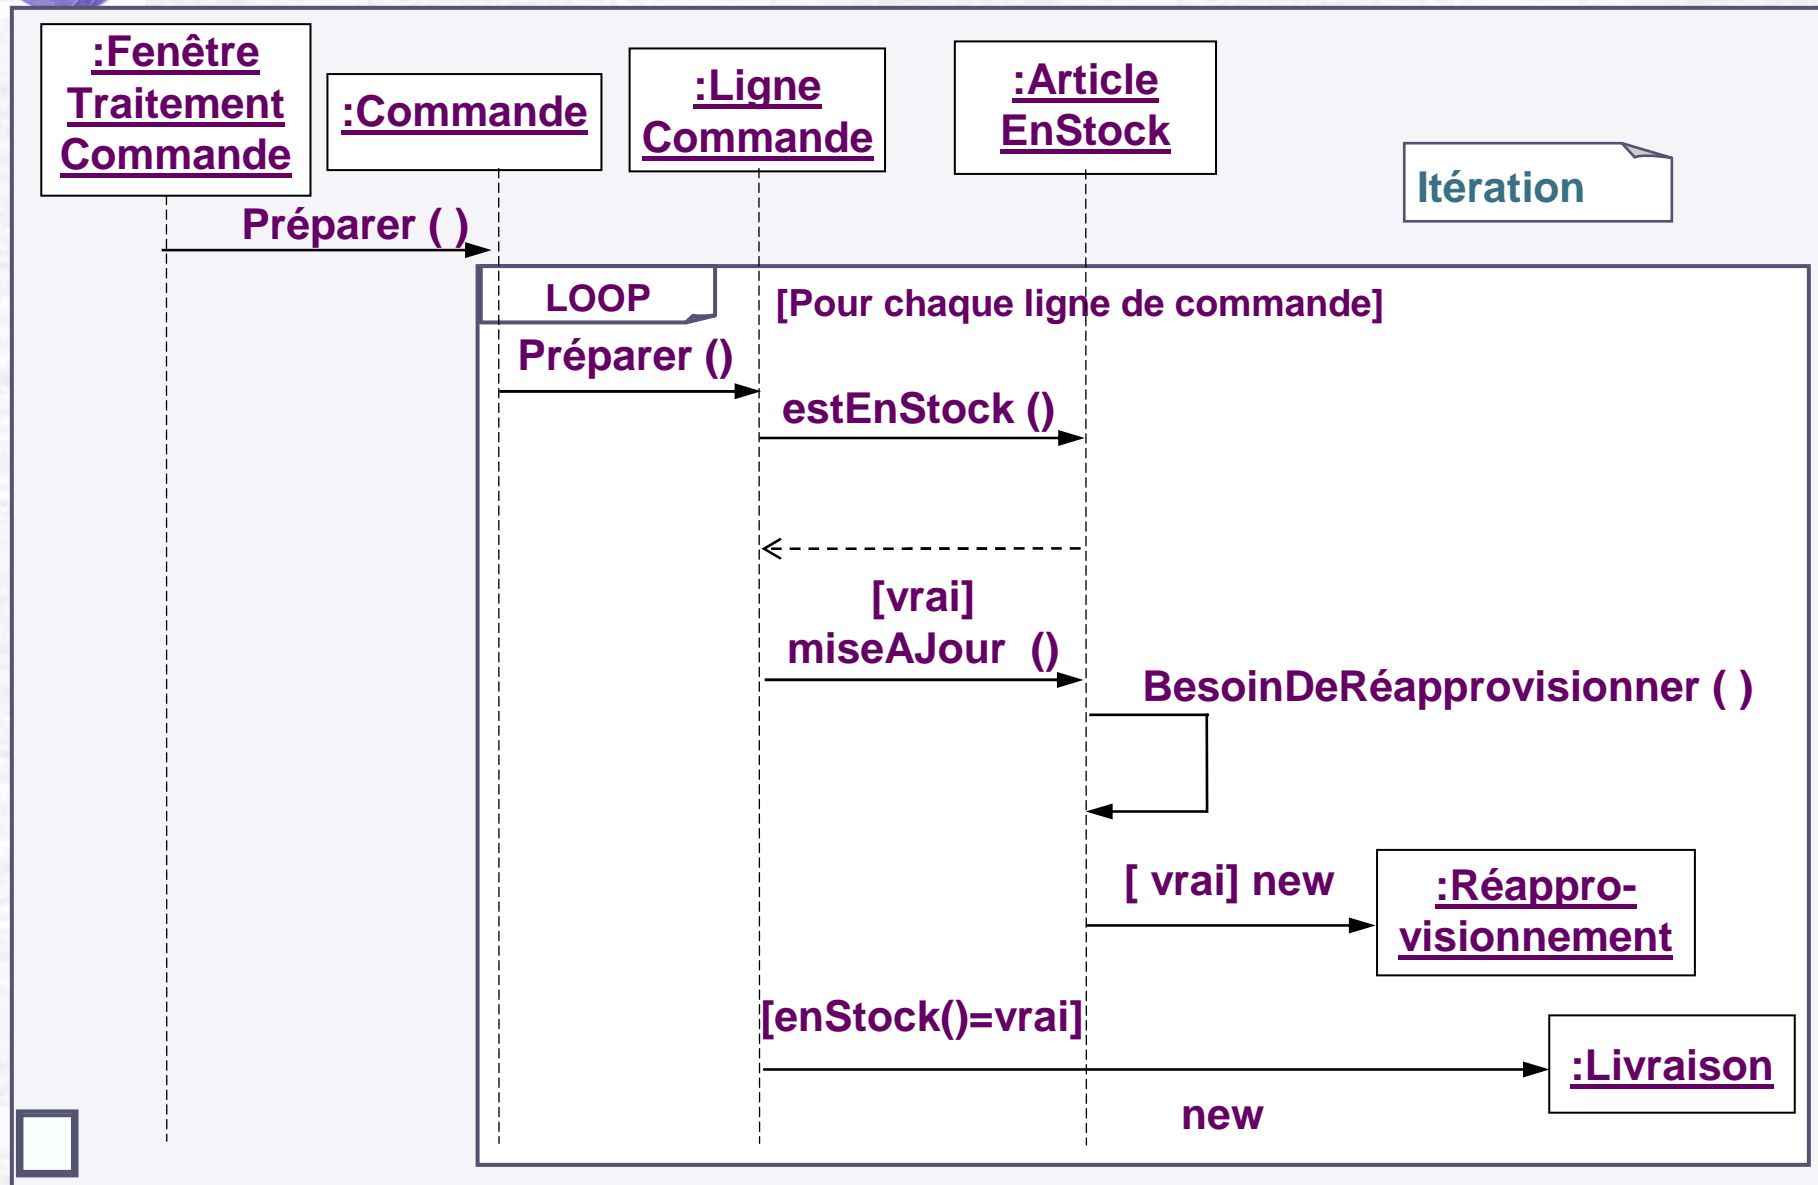 :Fenêtre
Traitement
Commande
:Commande
:Ligne
Commande
:Article
EnStock
Itération
Préparer ( )
LOOP
[Pour chaque ligne de commande]
Préparer ()
estEnStock ()
[vrai]
miseAJour ()
BesoinDeRéapprovisionner ( )
[ vrai] new
:Réappro-
visionnement
[enStock()=vrai]
:Livraison
new